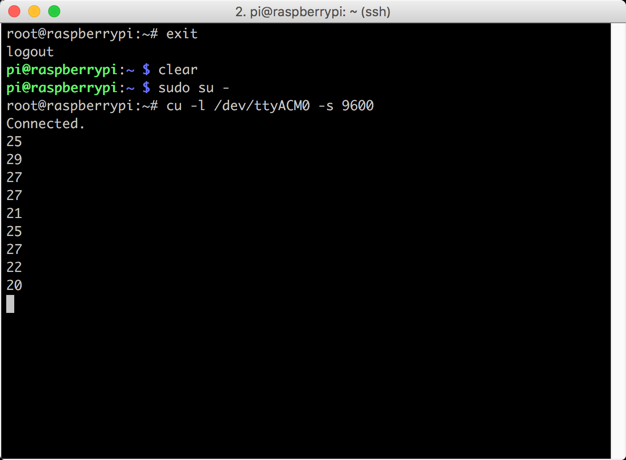 2. pi@raspberrypi: ~ (ssh)
root@raspberrypi:~# exit
logout
pi@raspberrypi:~ $ clear
pi@raspberrypi:~ $ sudo su -
root@raspberrypi:~# cu -l /dev/ttyACM0 -s 9600
Connected.
25
29
27
27
21
25
27
22
20